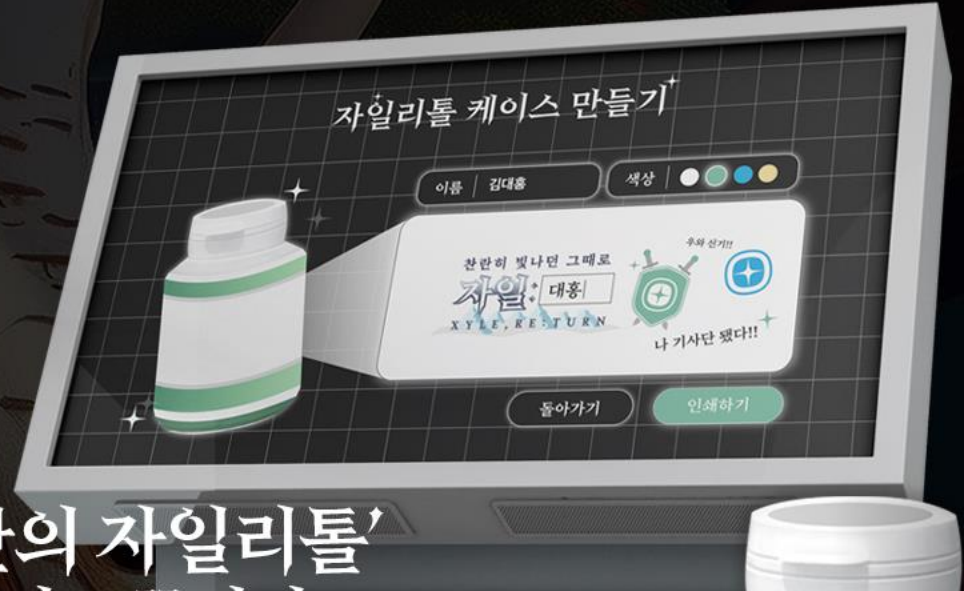 자일리톨 케이스 만들기
이름 김대홍
색상
찬란히 빛나던 그때로
자일: 대홍
XYLE, RE:TURN
우와 신기!!
나 기사단 됐다!!
돌아가기
인쇄하기
의 자일리톨'